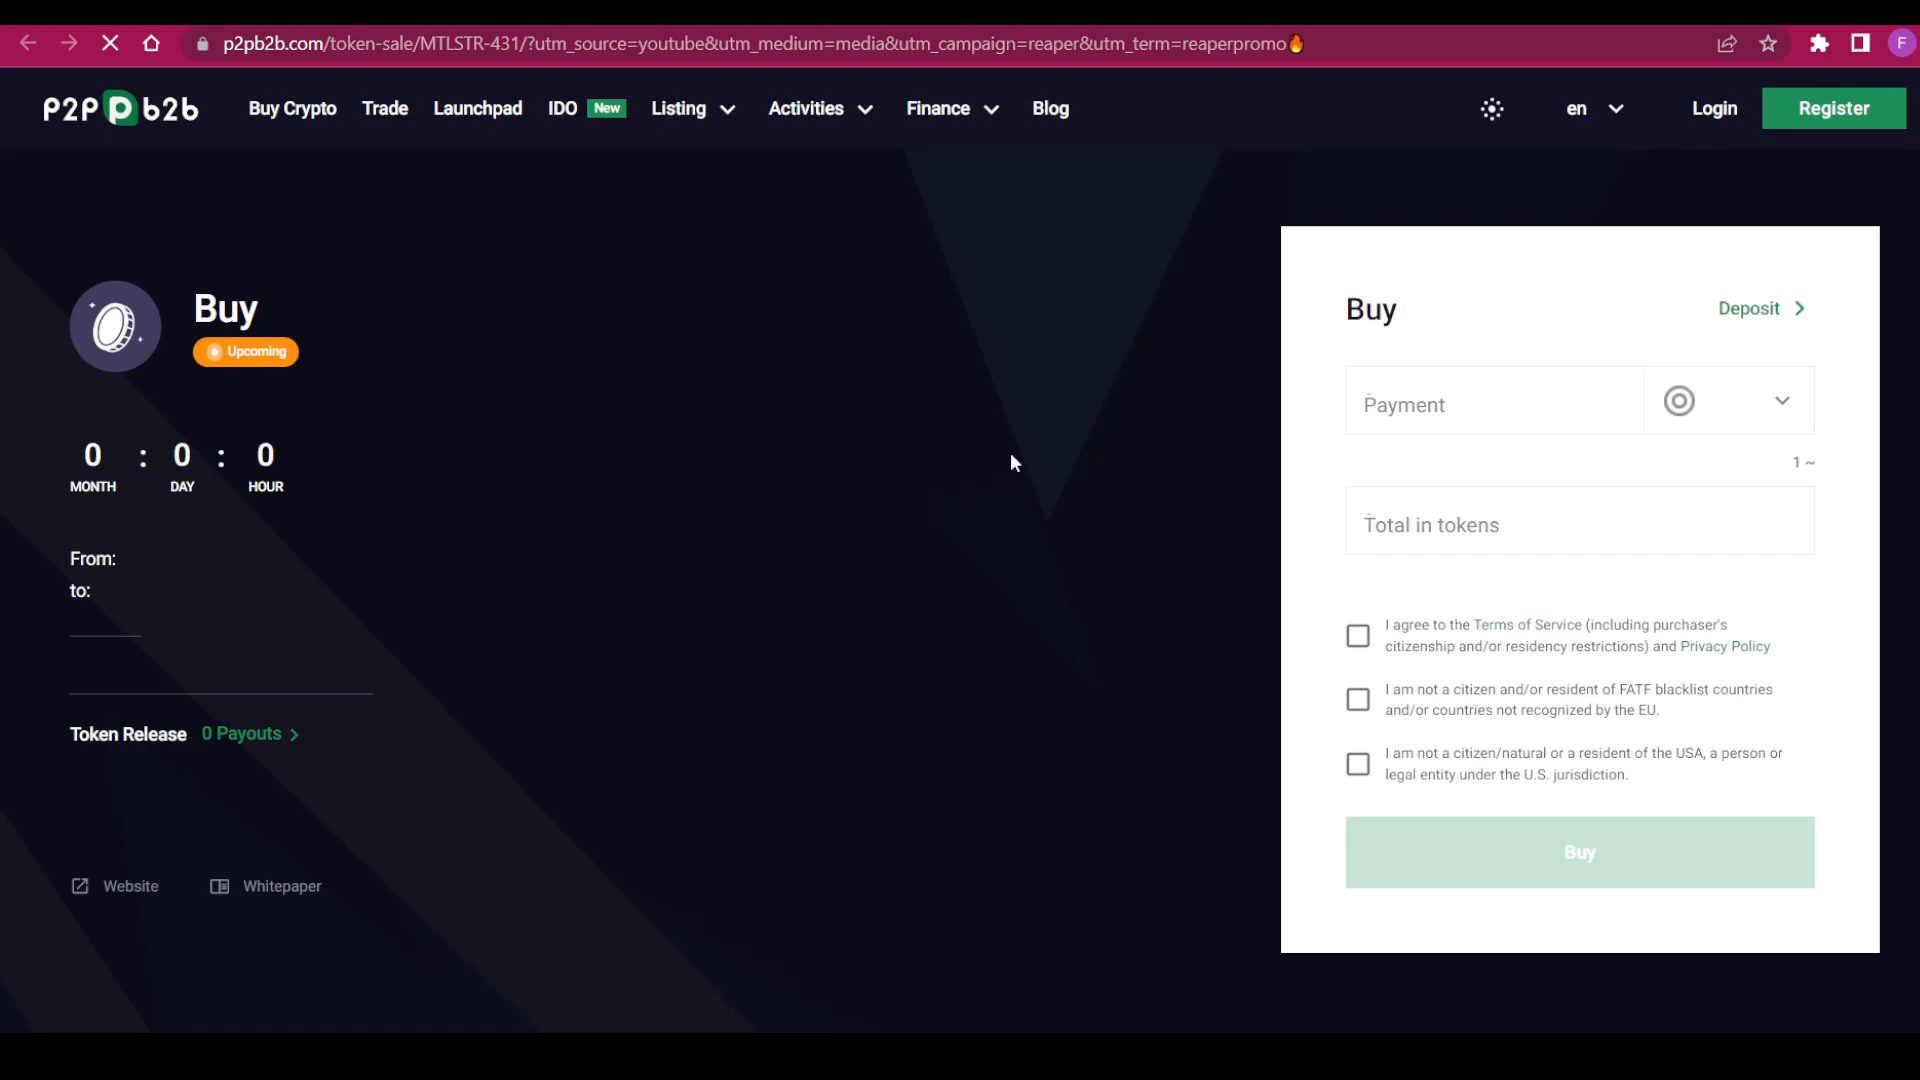 p2pb2b.com/token-sale/MTLSTR-431/?utm_source=youtube&utm_medium=media&utm_campaign=reaper&utm_term=reaperpromo🔥
F
P2P b2b
Buy Crypto Trade Launchpad IDO New Listing Activities Finance Blog
en Login Register
Buy
Upcoming
0 : 0 : 0
MONTH DAY HOUR
From:
to:
Token Release 0 Payouts >
Website Whitepaper
Buy Deposit >
Payment
1 ~
Total in tokens
I agree to the Terms of Service (including purchaser's
citizenship and/or residency restrictions) and Privacy Policy
I am not a citizen and/or resident of FATF blacklist countries
and/or countries not recognized by the EU.
I am not a citizen/natural or a resident of the USA, a person or
legal entity under the U.S. jurisdiction.
Buy